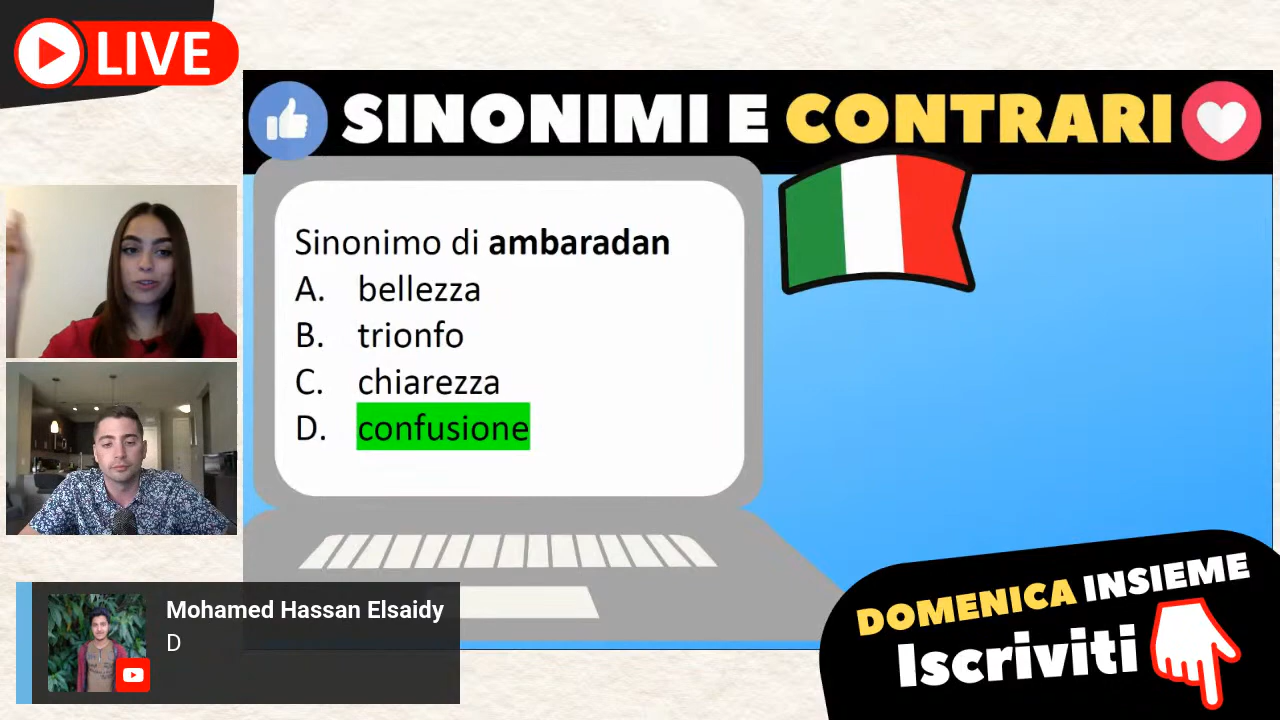 LIVE
SINONIMI E CONTRARI
Sinonimo di ambaradan
A. bellezza
B. trionfo
C. chiarezza
D. confusione
Mohamed Hassan Elsaidy
D
DOMENICA INSIEME
Iscriviti